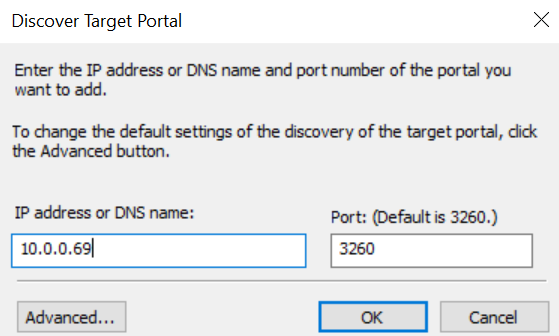 Discover Target Portal
Enter the IP address or DNS name and port number of the portal you
want to add.
To change the default settings of the discovery of the target portal, click
the Advanced button.
IP address or DNS name:
Port: (Default is 3260.)
10.0.0.69
3260
Advanced...
OK
Cancel